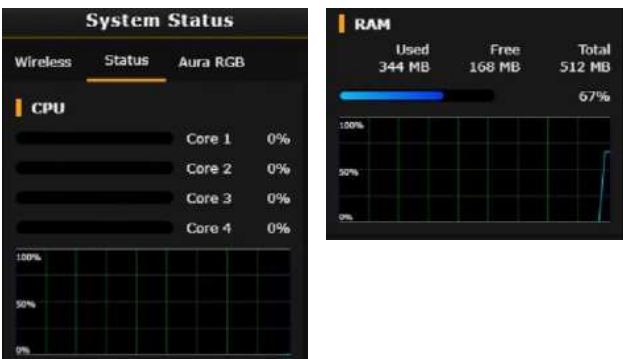 System Status
Wireless Status Aura RGB
CPU
Core 1 0%
Core 2 0%
Core 3 0%
Core 4 0%
100%
50%
0%
RAM
Used Free Total
344 MB 168 MB 512 MB
67%
100%
50%
0%